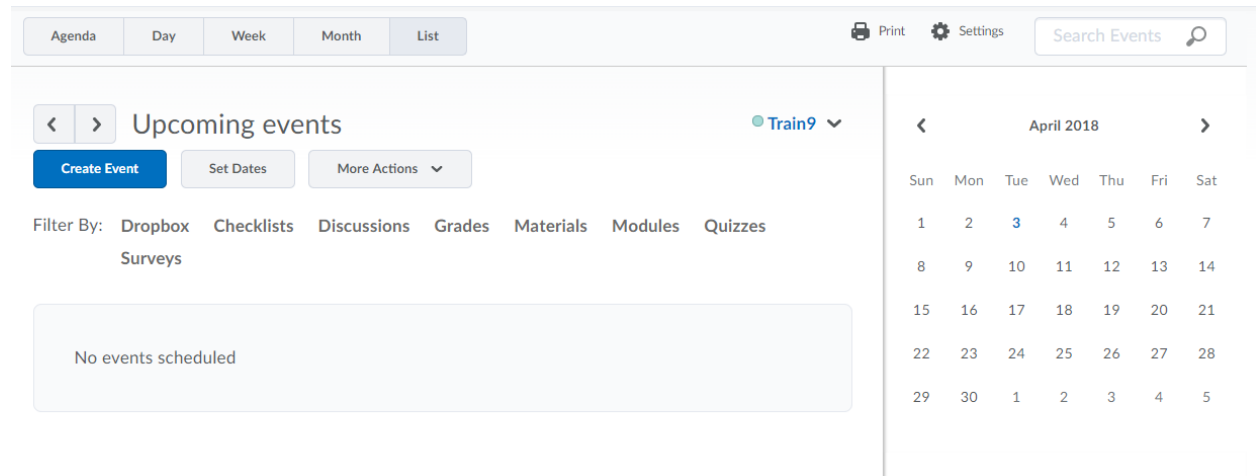 Agenda Day Week Month List Print Settings Search Events
Upcoming events Train9
Create Event Set Dates More Actions
Filter By: Dropbox Checklists Discussions Grades Materials Modules Quizzes
Surveys
No events scheduled
April 2018
Sun Mon Tue Wed Thu Fri Sat
1 2 3 4 5 6 7
8 9 10 11 12 13 14
15 16 17 18 19 20 21
22 23 24 25 26 27 28
29 30 1 2 3 4 5